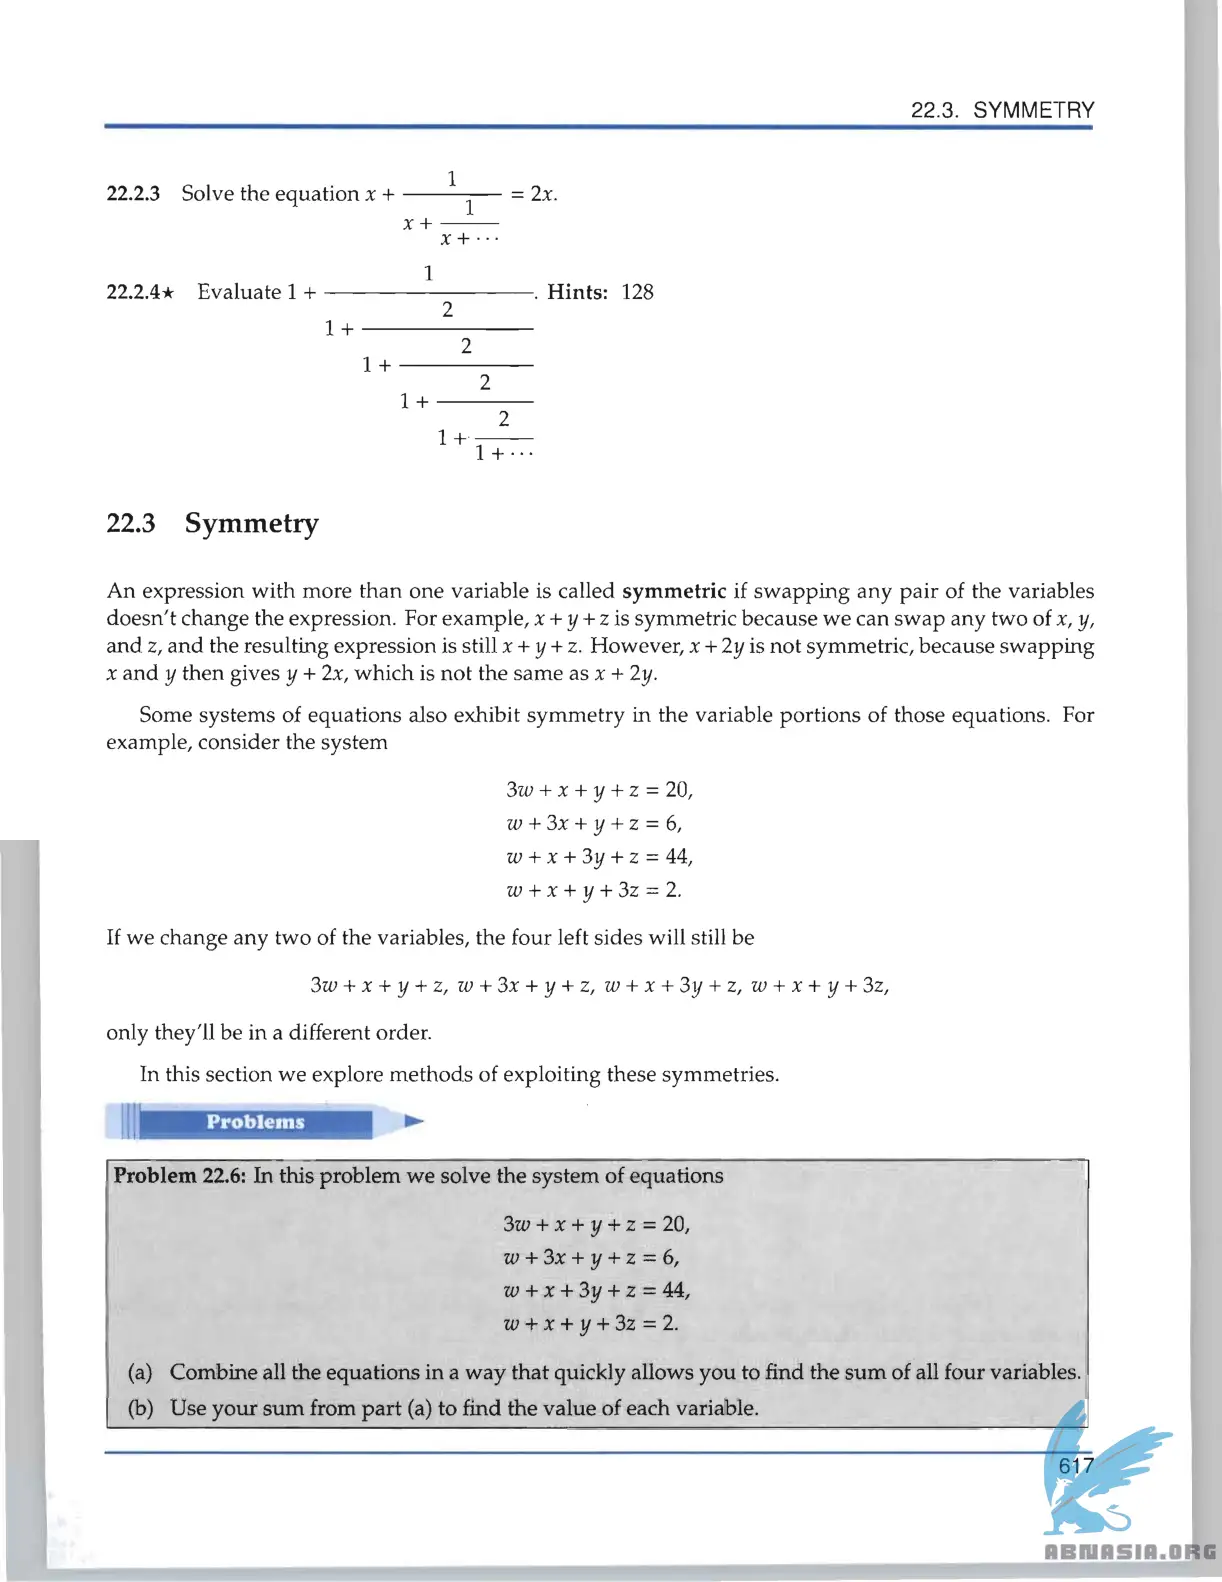 22.3. SYMMETRY
22.2.3 Solve the equation x + 1/(x + 1/(x + ···)) = 2x.
22.2.4★ Evaluate 1 + 1/(1 + 2/(1 + 2/(1 + 2/(1 + 2/(1 + ···))))). Hints: 128
22.3 Symmetry
An expression with more than one variable is called symmetric if swapping any pair of the variables
doesn't change the expression. For example, x + y + z is symmetric because we can swap any two of x, y,
and z, and the resulting expression is still x + y + z. However, x + 2y is not symmetric, because swapping
x and y then gives y + 2x, which is not the same as x + 2y.
Some systems of equations also exhibit symmetry in the variable portions of those equations. For
example, consider the system
3w + x + y + z = 20,
w + 3x + y + z = 6,
w + x + 3y + z = 44,
w + x + y + 3z = 2.
If we change any two of the variables, the four left sides will still be
3w + x + y + z, w + 3x + y + z, w + x + 3y + z, w + x + y + 3z,
only they'll be in a different order.
In this section we explore methods of exploiting these symmetries.
Problems
Problem 22.6: In this problem we solve the system of equations
3w + x + y + z = 20,
w + 3x + y + z = 6,
w + x + 3y + z = 44,
w + x + y + 3z = 2.
(a) Combine all the equations in a way that quickly allows you to find the sum of all four variables.
(b) Use your sum from part (a) to find the value of each variable.
617
ABNASIA.ORG